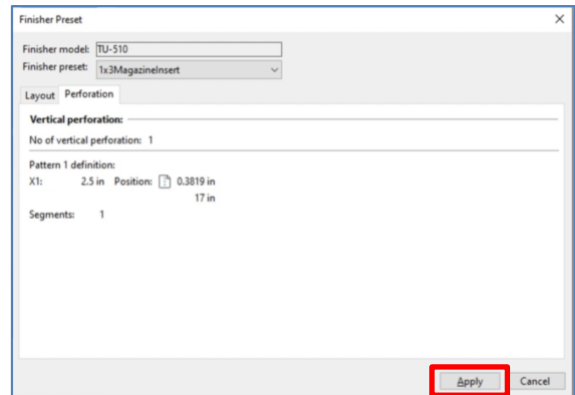 Finisher Preset
Finisher model: TU-510
Finisher preset: 1x3MagazineInsert
Layout Perforation
Vertical perforation:
No of vertical perforation: 1
Pattern 1 definition:
X1: 2.5 in Position: 0.3819 in
17 in
Segments: 1
Apply Cancel